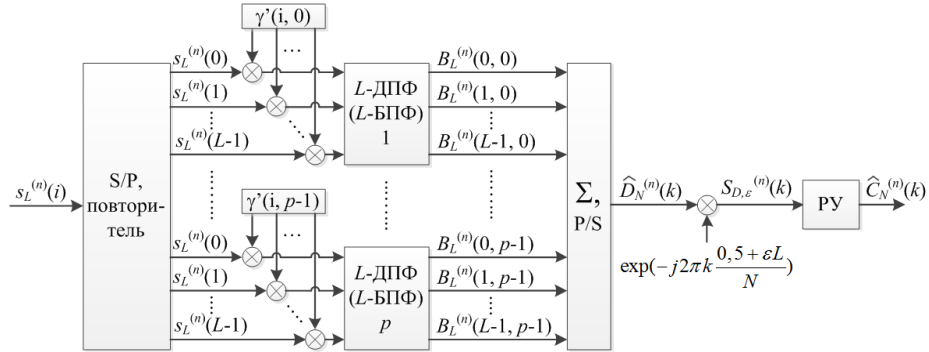 γ'(i, 0)
...
s_L^(n)(0)
s_L^(n)(1)
s_L^(n)(L-1)
L-ДПФ
(L-БПФ)
1
B_L^(n)(0, 0)
B_L^(n)(1, 0)
B_L^(n)(L-1, 0)
s_L^(n)(i)
S/P,
повтори-
тель
γ'(i, p-1)
...
s_L^(n)(0)
s_L^(n)(1)
s_L^(n)(L-1)
L-ДПФ
(L-БПФ)
p
B_L^(n)(0, p-1)
B_L^(n)(1, p-1)
B_L^(n)(L-1, p-1)
Σ,
P/S
D̂_N^(n)(k)
S_{D,ε}^(n)(k)
РУ
Ĉ_N^(n)(k)
exp(−j2πk (0,5 + εL)/N)